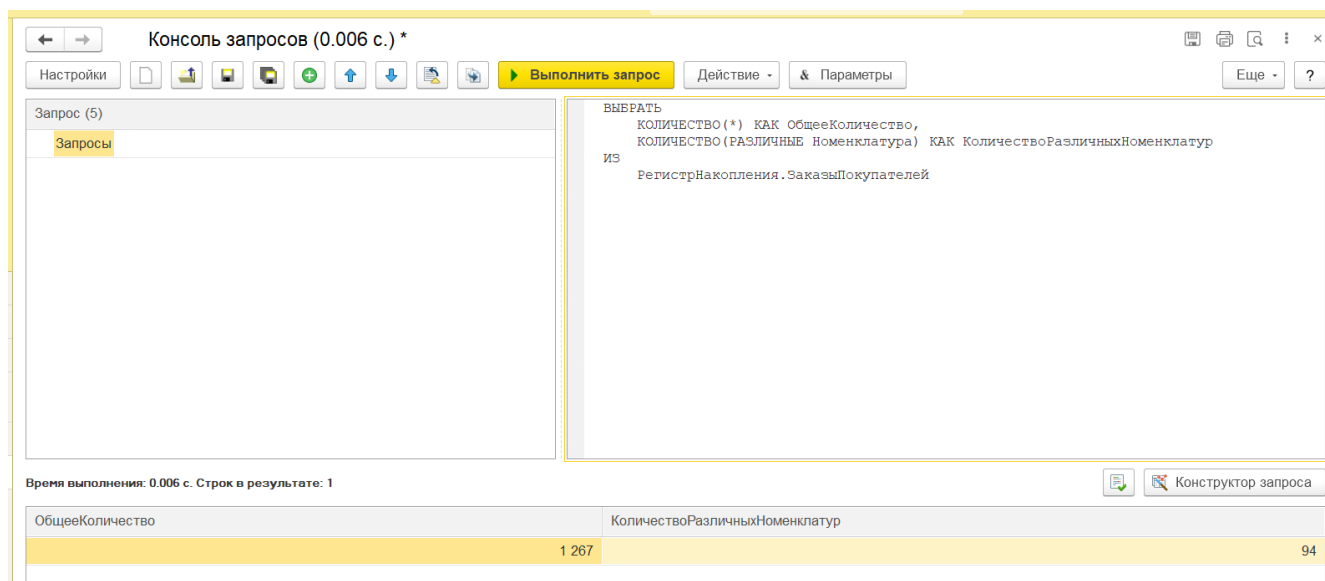 Консоль запросов (0.006 с.) *
Настройки
Выполнить запрос
Действие
& Параметры
Еще
?
Запрос (5)
Запросы
ВЫБРАТЬ
КОЛИЧЕСТВО(*) КАК ОбщееКоличество,
КОЛИЧЕСТВО(РАЗЛИЧНЫЕ Номенклатура) КАК КоличествоРазличныхНоменклатур
ИЗ
РегистрНакопления.ЗаказыПокупателей
Время выполнения: 0.006 с. Строк в результате: 1
Конструктор запроса
ОбщееКоличество КоличествоРазличныхНоменклатур
1 267 94